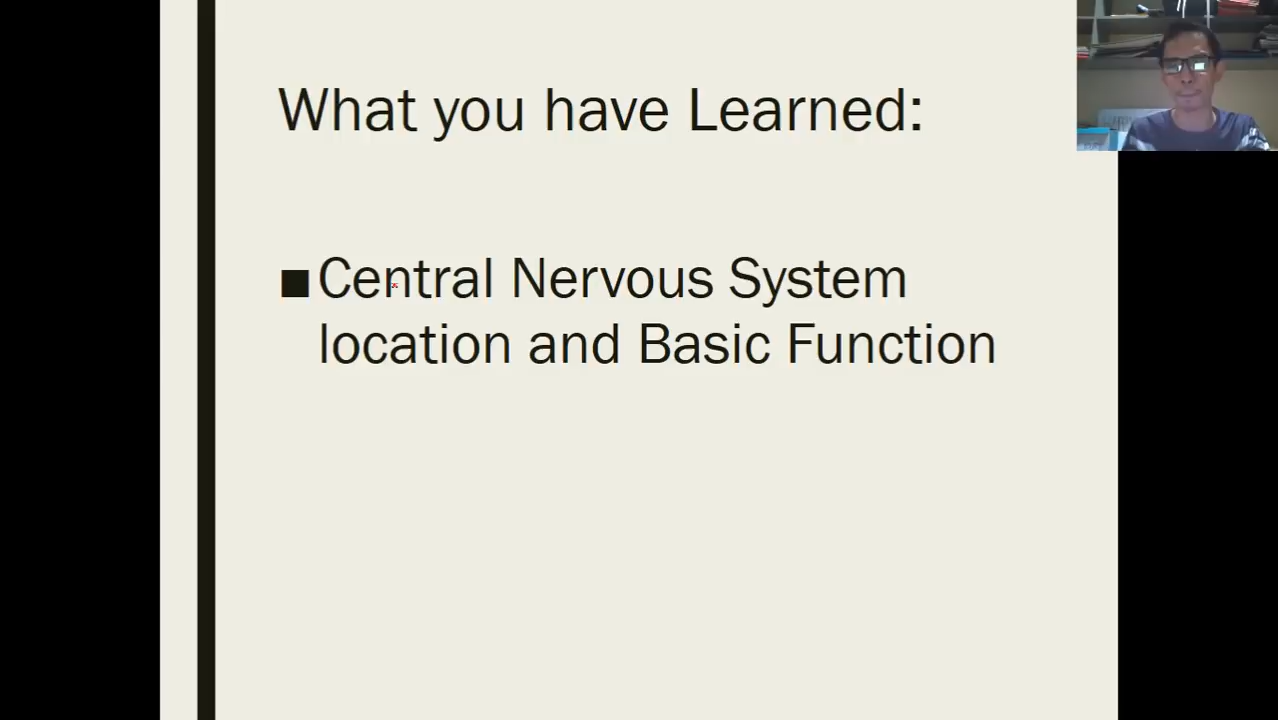 What you have Learned:
Central Nervous System
location and Basic Function